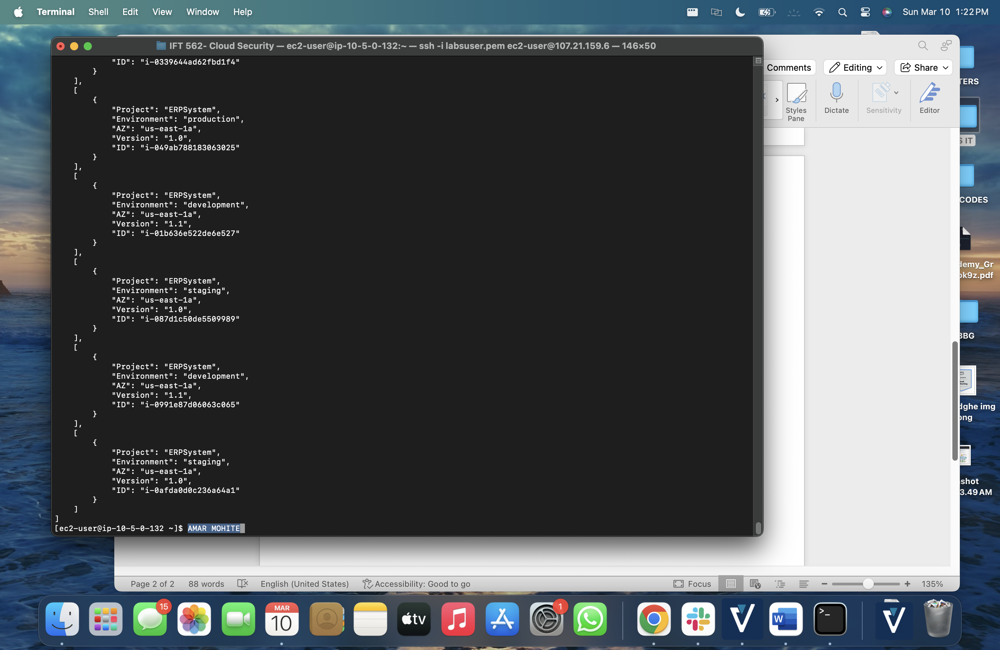 Terminal Shell Edit View Window Help Sun Mar 10 1:22 PM
IFT 562- Cloud Security — ec2-user@ip-10-5-0-132:~ — ssh -i labsuser.pem ec2-user@107.21.159.6 — 146×50
"ID": "i-0339644ad62fbd1f4"
}
],
[
{
"Project": "ERPSystem",
"Environment": "production",
"AZ": "us-east-1a",
"Version": "1.0",
"ID": "i-049ab788183063025"
}
],
[
{
"Project": "ERPSystem",
"Environment": "development",
"AZ": "us-east-1a",
"Version": "1.1",
"ID": "i-01b636e522de6e527"
}
],
[
{
"Project": "ERPSystem",
"Environment": "staging",
"AZ": "us-east-1a",
"Version": "1.0",
"ID": "i-087d1c50de5509989"
}
],
[
{
"Project": "ERPSystem",
"Environment": "development",
"AZ": "us-east-1a",
"Version": "1.1",
"ID": "i-0991e87d06063c065"
}
],
[
{
"Project": "ERPSystem",
"Environment": "staging",
"AZ": "us-east-1a",
"Version": "1.0",
"ID": "i-0afda0d0c236a64a1"
}
]
]
[ec2-user@ip-10-5-0-132 ~]$ AMAR MOHITE
Comments Editing Share
Styles
Pane
Dictate
Sensitivity
Editor
TERS
S IT
CODES
demy_Gr
ok9z.pdf
BBG
dghe img
png
shot
3.49 AM
Page 2 of 2 88 words English (United States) Accessibility: Good to go Focus 135%
15
MAR
10
tv
1
W
>_